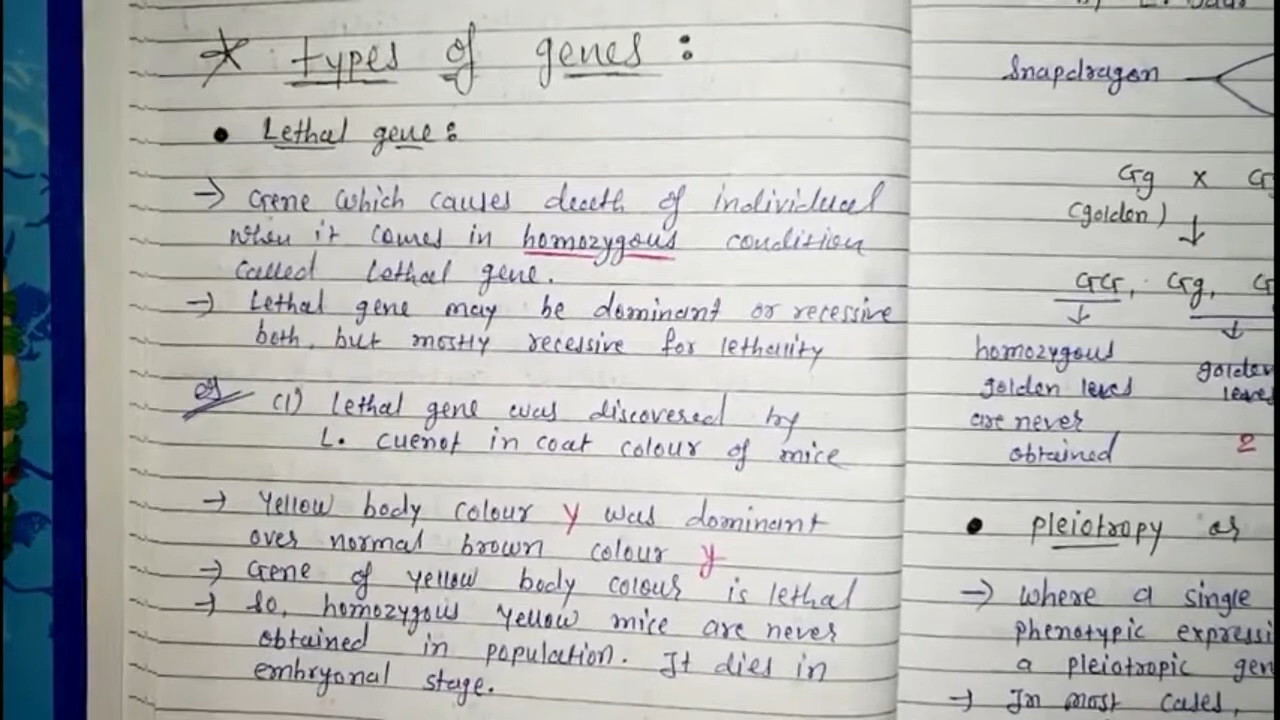 * types of genes :
• Lethal gene :
→ Gene which causes death of individual
when it comes in homozygous condition
called lethal gene.
→ Lethal gene may be dominant or recessive
both, but mostly recessive for lethality
eg (1) Lethal gene was discovered by
L. cuenot in coat colour of mice
→ Yellow body colour Y was dominant
over normal brown colour y
→ Gene of yellow body colour is lethal
→ So, homozygous yellow mice are never
obtained in population. It dies in
embryonal stage.
Snapdragon
Gg x G
(golden) ↓
GG, Gg, G
↓ ↓
homozygous
golden leves
are never
obtained
golden
leaves
2
• pleiotropy or
→ where a single
phenotypic expressi
a pleiotropic gen
→ In most cases,